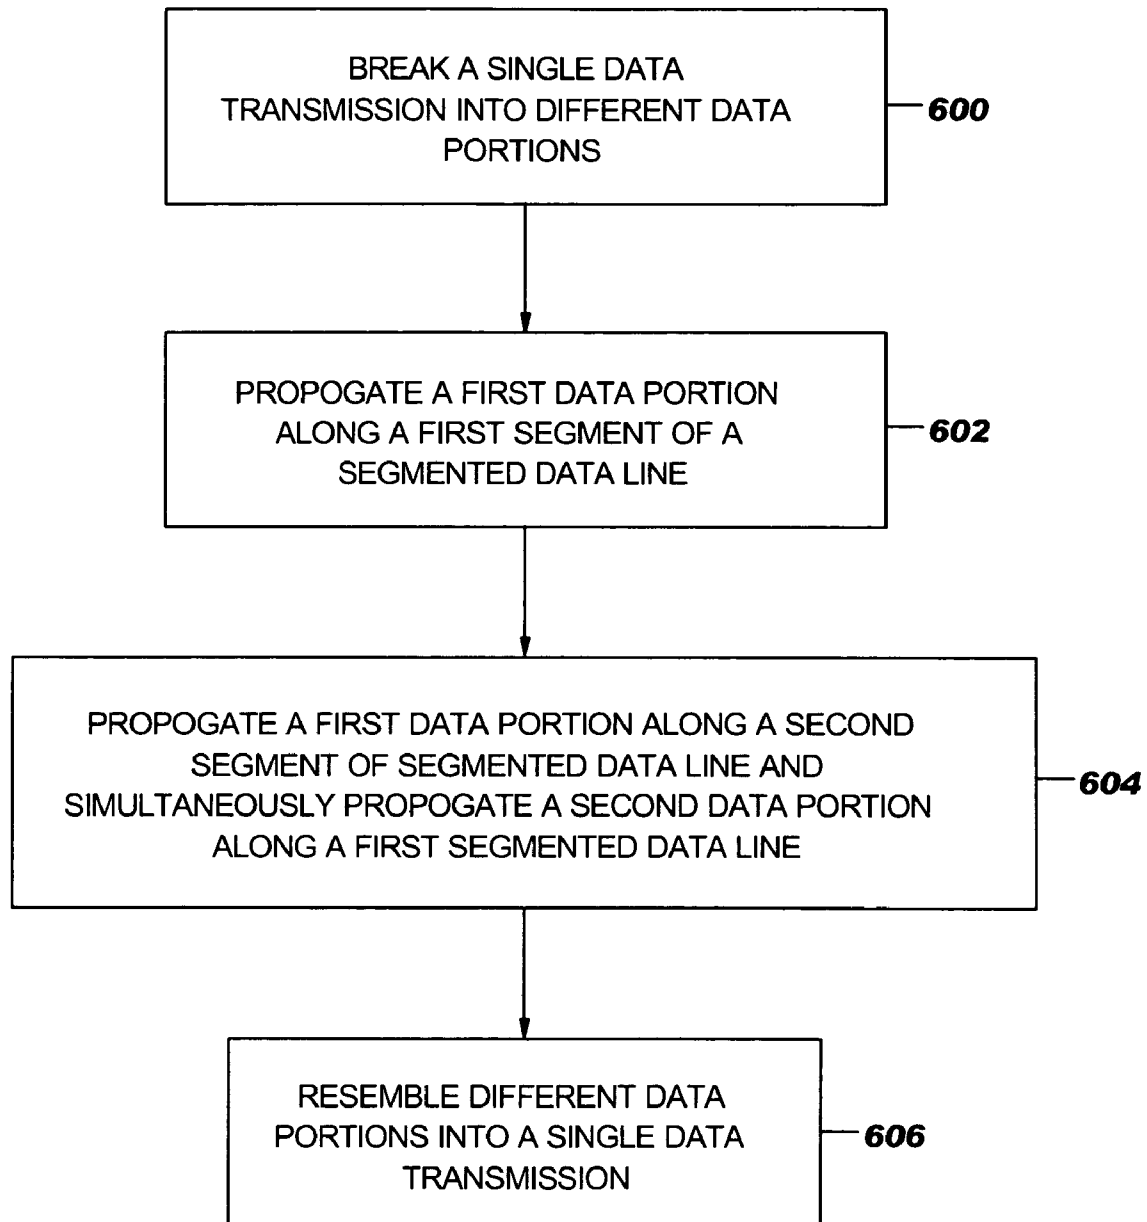 BREAK A SINGLE DATA
TRANSMISSION INTO DIFFERENT DATA
PORTIONS
600
PROPOGATE A FIRST DATA PORTION
ALONG A FIRST SEGMENT OF A
SEGMENTED DATA LINE
602
PROPOGATE A FIRST DATA PORTION ALONG A SECOND
SEGMENT OF SEGMENTED DATA LINE AND
SIMULTANEOUSLY PROPOGATE A SECOND DATA PORTION
ALONG A FIRST SEGMENTED DATA LINE
604
RESEMBLE DIFFERENT DATA
PORTIONS INTO A SINGLE DATA
TRANSMISSION
606